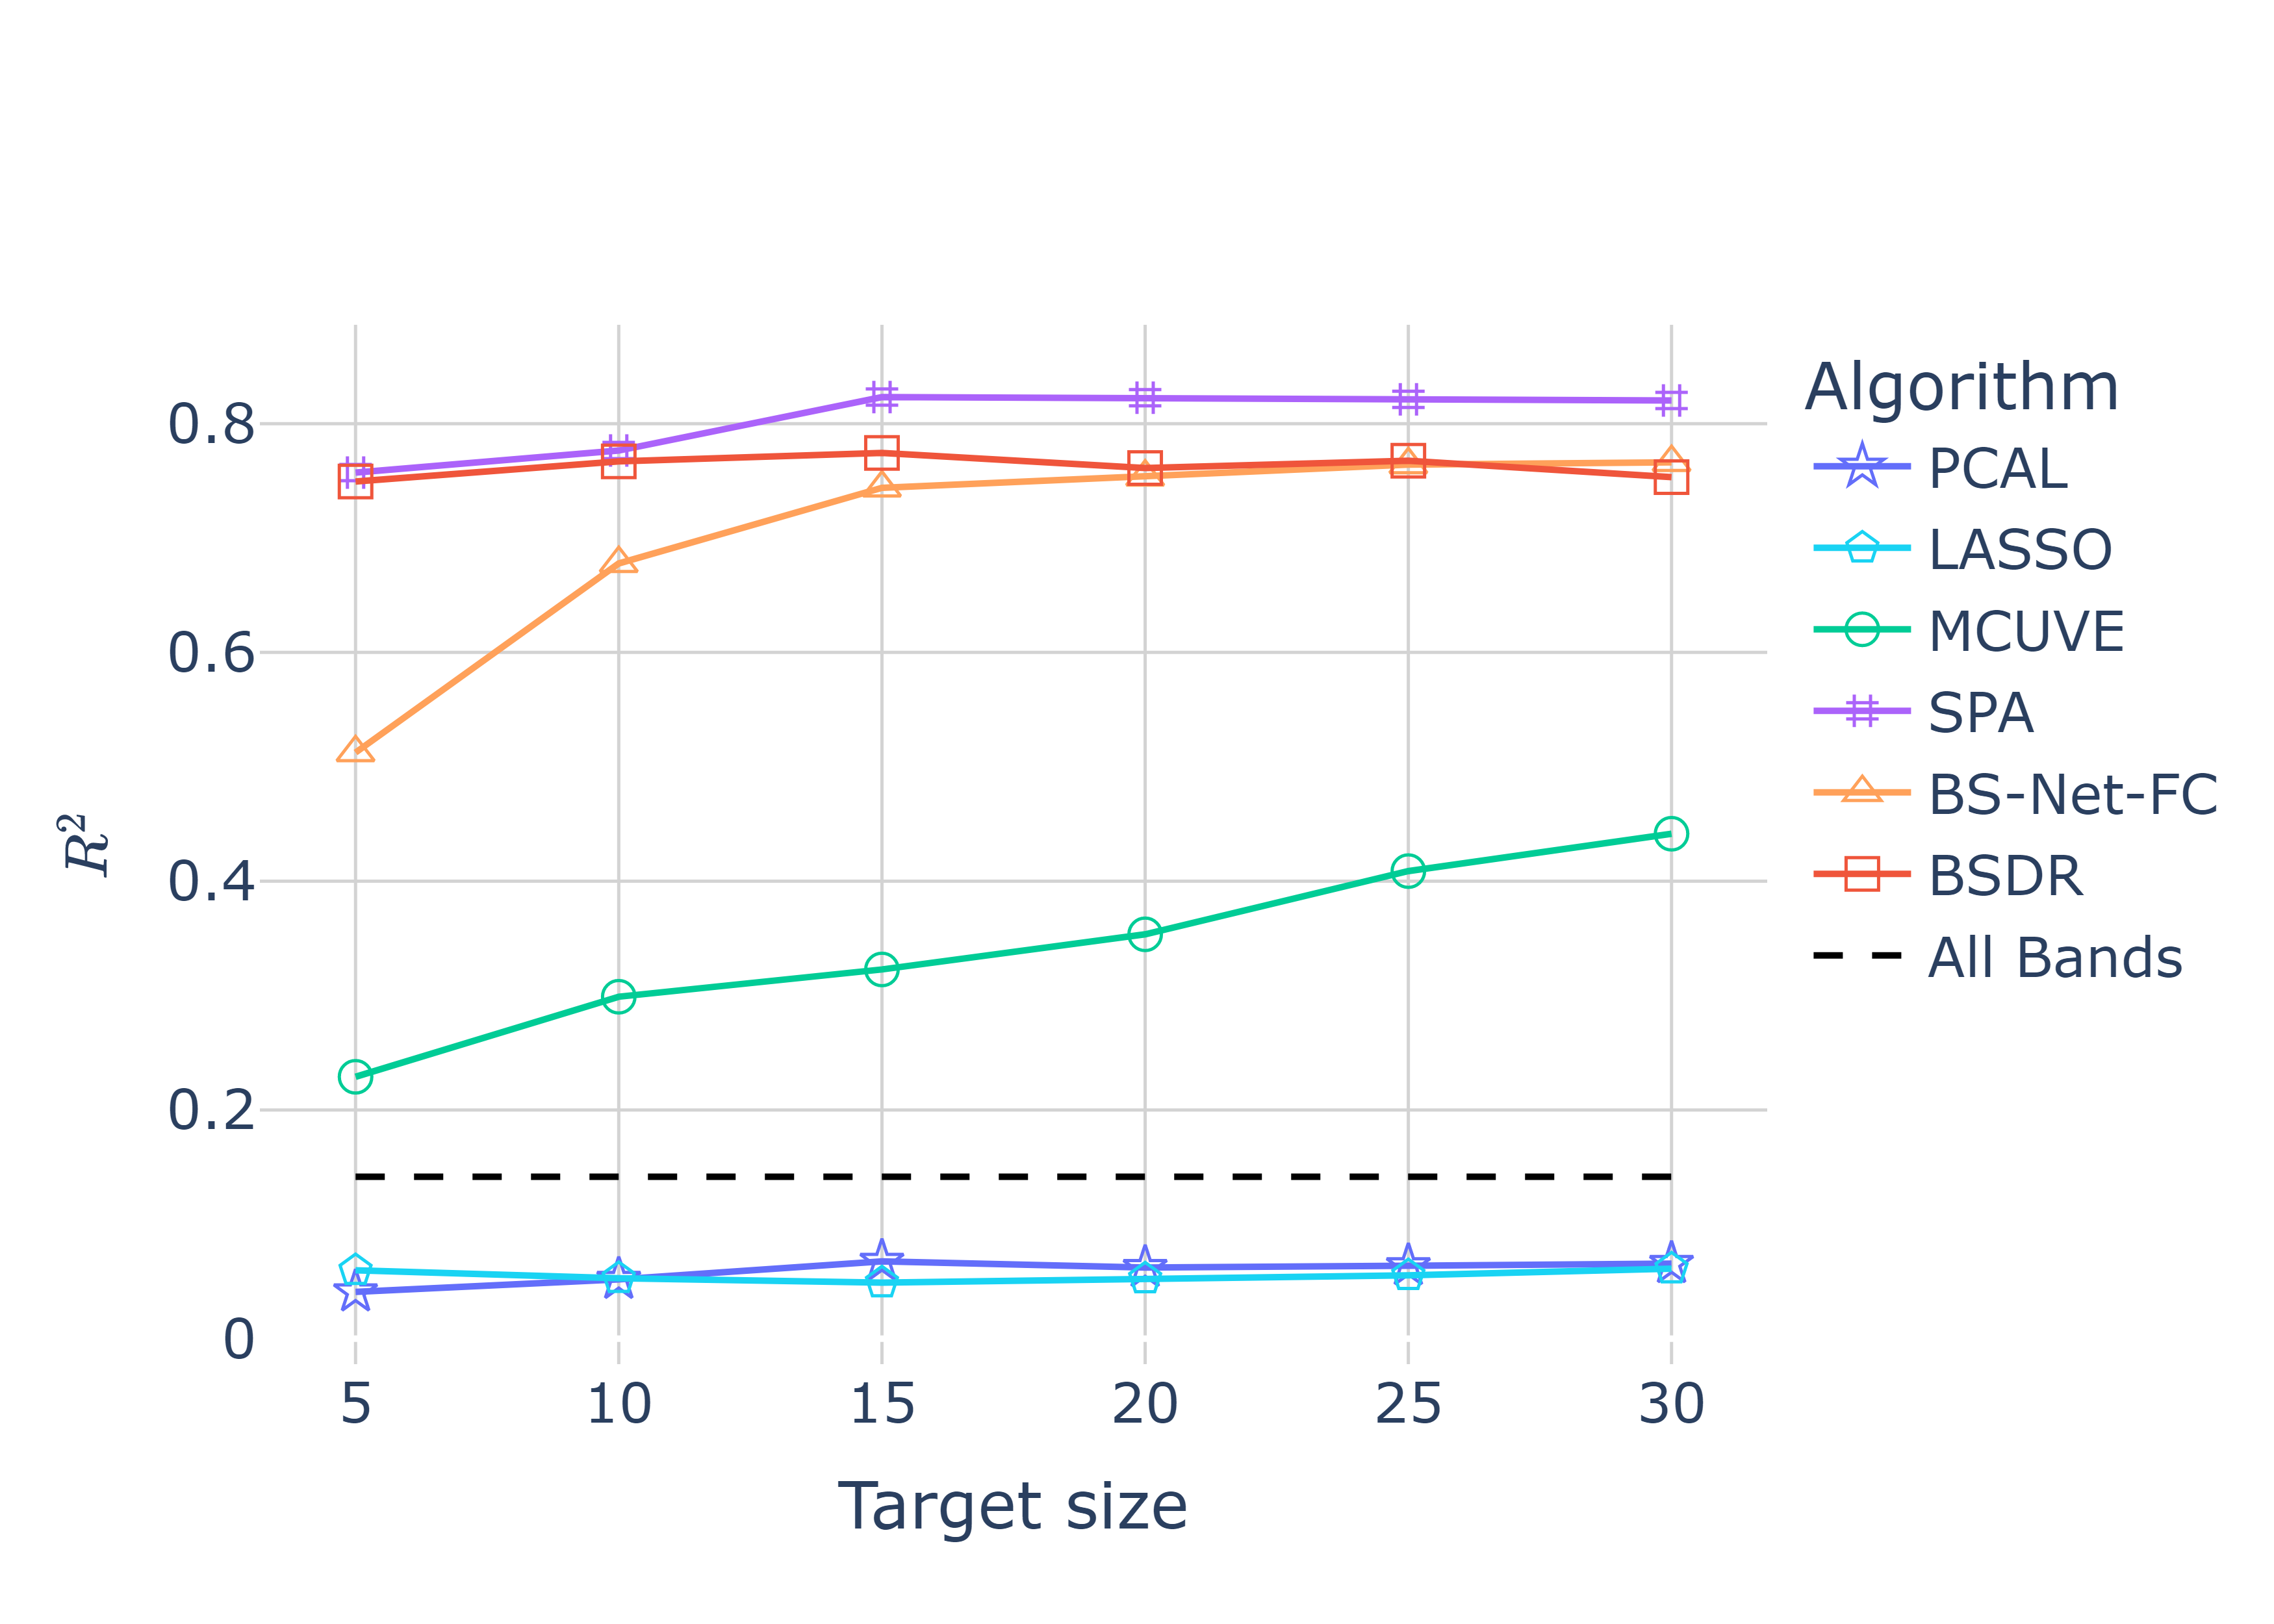 R²
0.8
0.6
0.4
0.2
0
5 10 15 20 25 30
Target size
Algorithm
PCAL
LASSO
MCUVE
SPA
BS-Net-FC
BSDR
All Bands